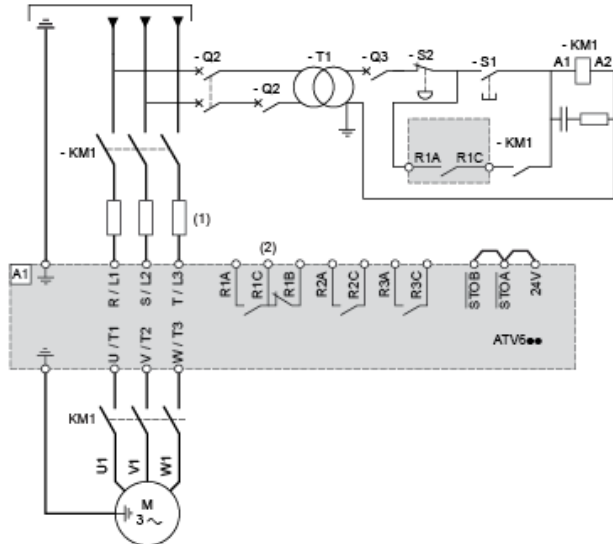 - Q2
- T1
- Q3
- S2
- S1
- KM1
A1
A2
- Q2
- KM1
R1A
R1C
- KM1
(1)
(2)
A1
R / L1
S / L2
T / L3
R1A
R1C
R1B
R2A
R2C
R3A
R3C
STOB
STOA
24V
U / T1
V / T2
W / T3
ATV6●●
KM1
U1
V1
W1
M
3 ~